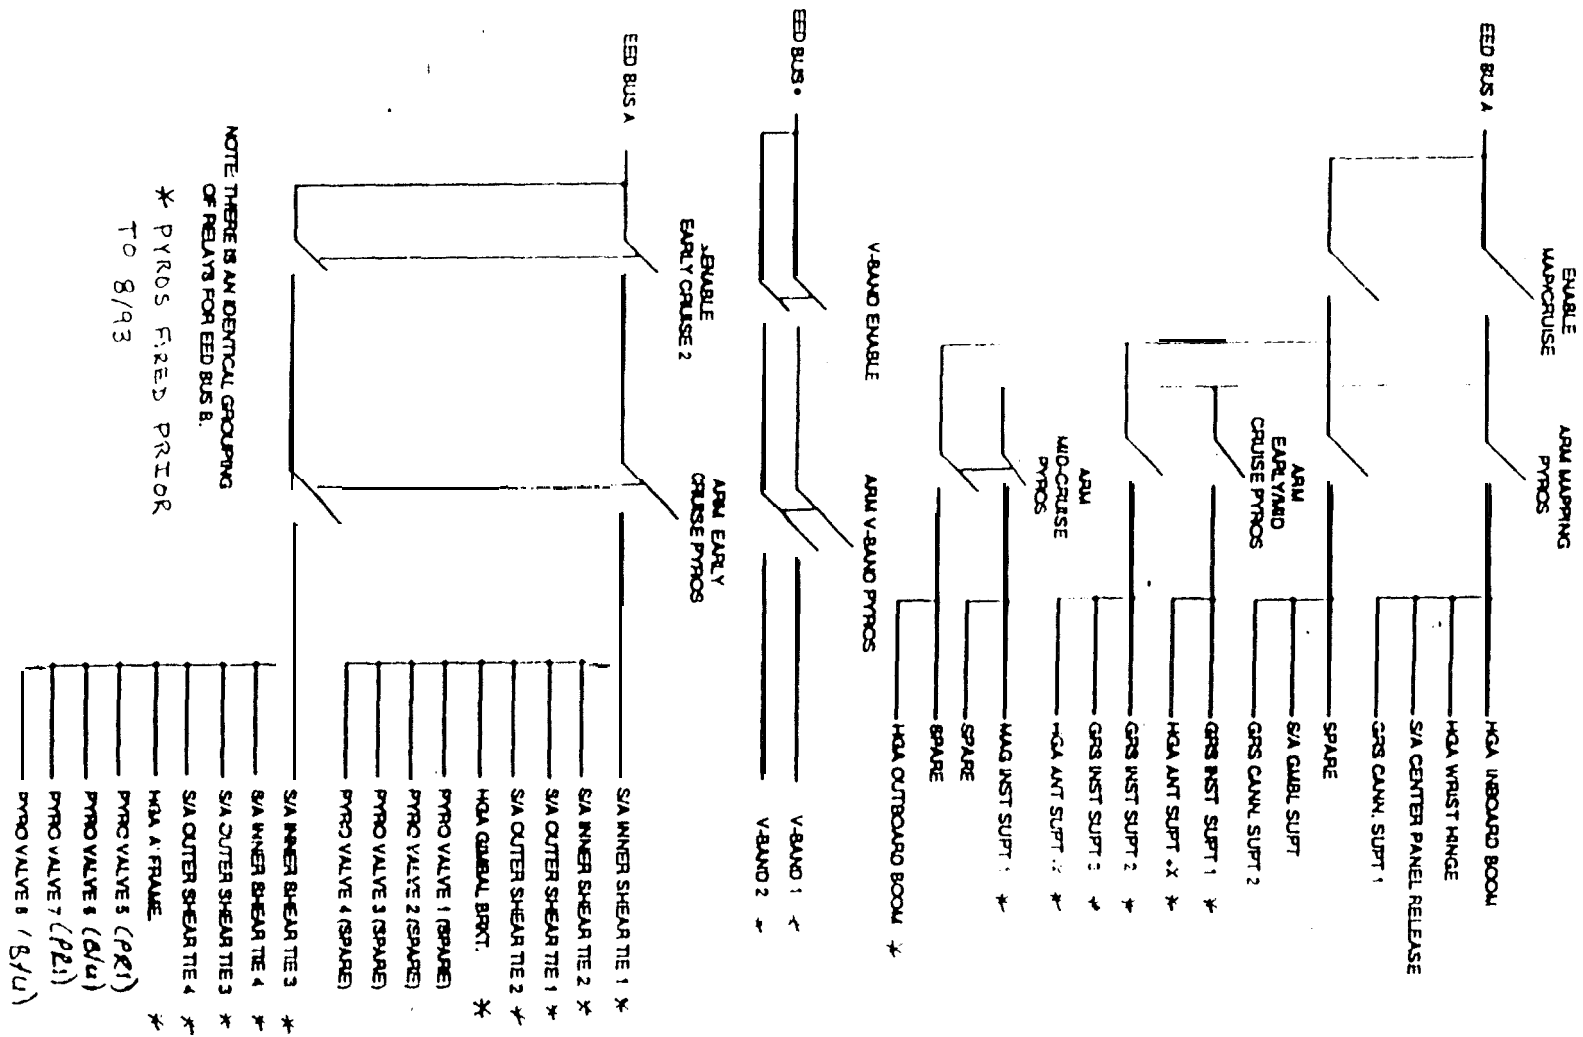 EED BUS A
ENABLE
MAP/CRUISE
ARM MAPPING
PYROS
HGA INBOARD BOOM
HGA WRIST HINGE
S/A CENTER PANEL RELEASE
GRS CANN. SUPT 1
SPARE
S/A GMBL SUPT
GRS CANN. SUPT 2
ARM
EARLY/MID
CRUISE PYROS
GRS INST SUPT 1 *
HGA ANT SUPT +X *
GRS INST SUPT 2 *
GRS INST SUPT 3 *
HGA ANT SUPT *
ARM
MID-CRUISE
PYROS
MAG INST SUPT 1 *
SPARE
SPARE
HGA OUTBOARD BOOM *
EED BUS •
V-BAND ENABLE
ARM V-BAND PYROS
V-BAND 1 *
V-BAND 2 *
EED BUS A
ENABLE
EARLY CRUISE 2
ARM EARLY
CRUISE PYROS
S/A INNER SHEAR TIE 1 *
S/A INNER SHEAR TIE 2 *
S/A OUTER SHEAR TIE 1 *
S/A OUTER SHEAR TIE 2 *
HGA GIMBAL BRKT. *
PYRO VALVE 1 (SPARE)
PYRO VALVE 2 (SPARE)
PYRO VALVE 3 (SPARE)
PYRO VALVE 4 (SPARE)
S/A INNER SHEAR TIE 3 *
S/A INNER SHEAR TIE 4 *
S/A OUTER SHEAR TIE 3 *
S/A OUTER SHEAR TIE 4 *
HGA A' FRAME *
PYRO VALVE 5 (PRI)
PYRO VALVE 6 (B/U)
PYRO VALVE 7 (PRI)
PYRO VALVE 8 (B/U)
NOTE: THERE IS AN IDENTICAL GROUPING
OF RELAYS FOR EED BUS B.
* PYROS FIRED PRIOR
TO 8/93